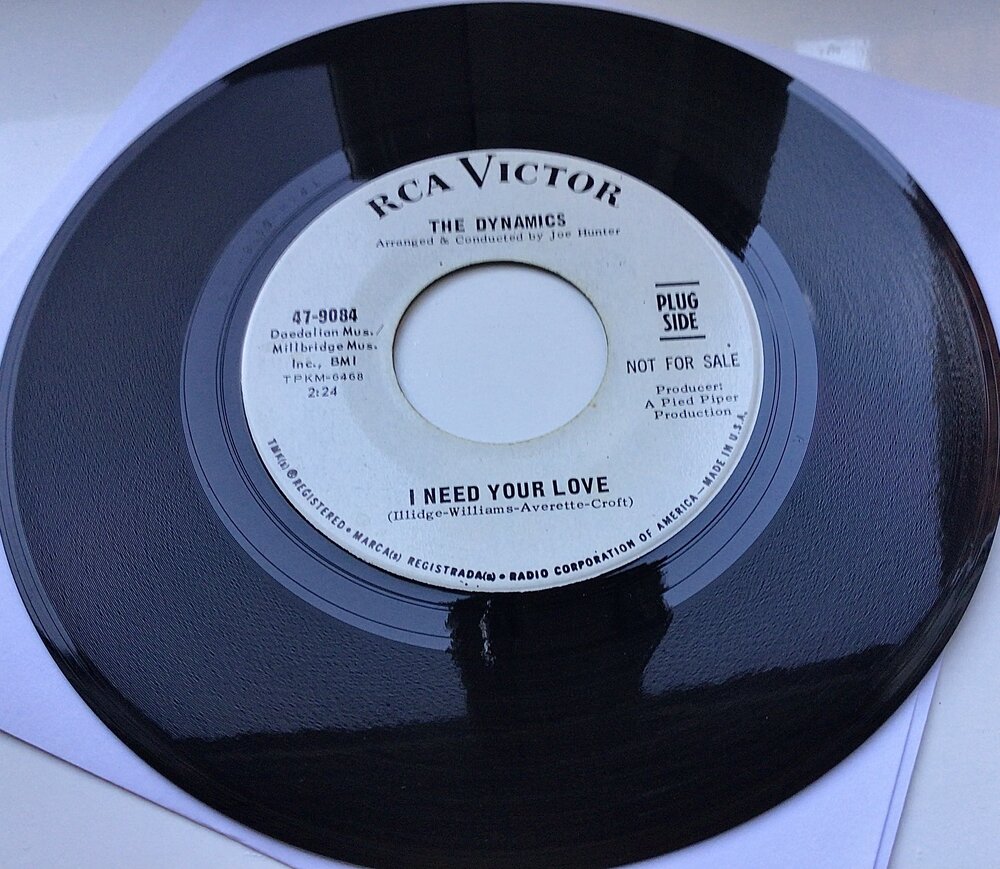 RCA VICTOR
THE DYNAMICS
Arranged & Conducted by Joe Hunter
47-9084
Daedalian Mus./
Millbridge Mus.
Inc., BMI
TPKM-6468
2:24
PLUG
SIDE
NOT FOR SALE
Producer:
A Pied Piper
Production
I NEED YOUR LOVE
(Illidge-Williams-Averette-Croft)
TMK(s) ® REGISTERED • MARCA(s) REGISTRADA(s) • RADIO CORPORATION OF AMERICA—MADE IN U.S.A.